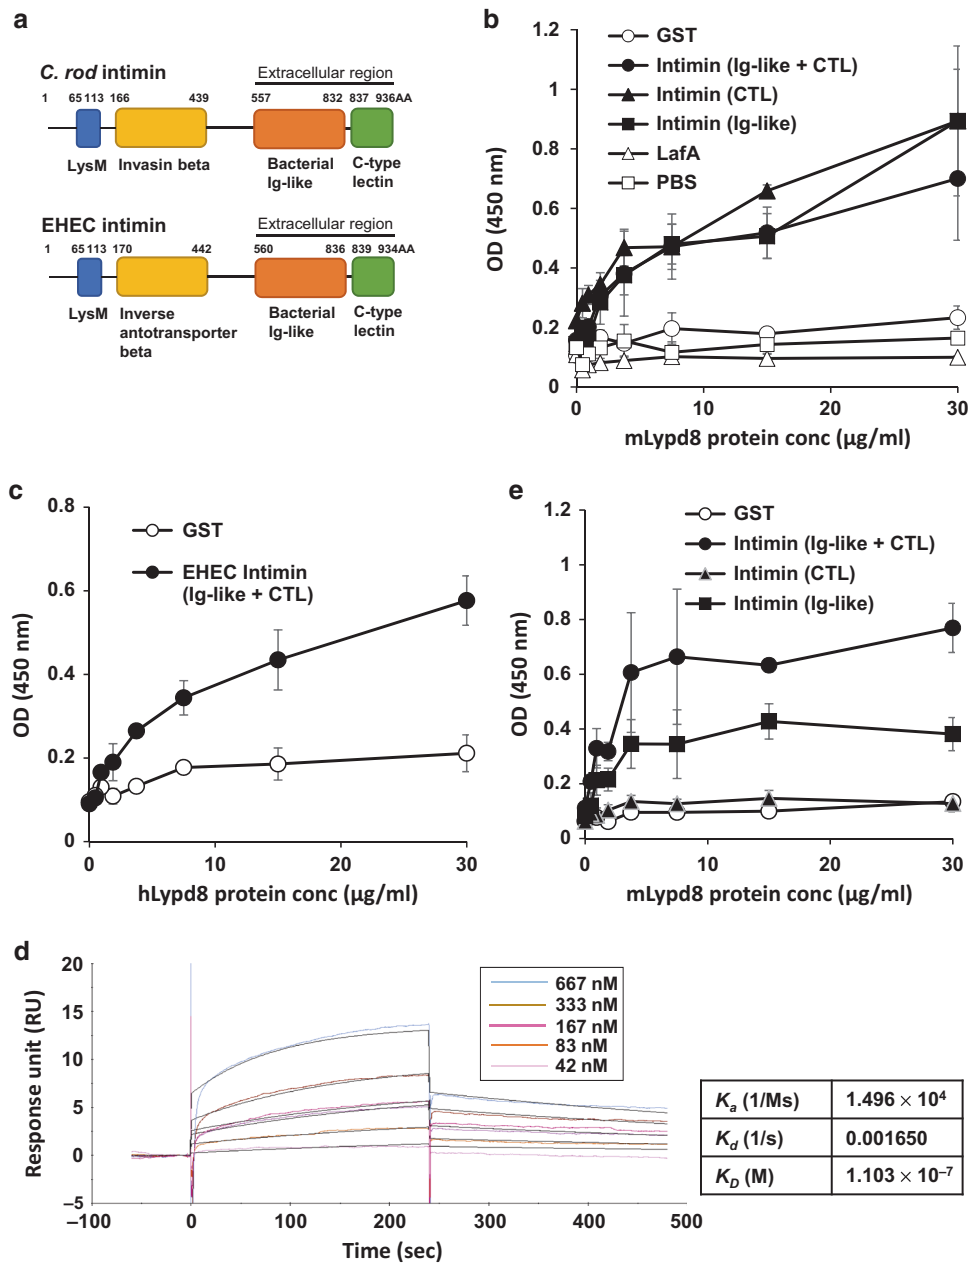 a
C. rod intimin
Extracellular region
1 65 113 166 439 557 832 837 936AA
LysM Invasin beta Bacterial Ig-like C-type lectin
EHEC intimin
Extracellular region
1 65 113 170 442 560 836 839 934AA
LysM Inverse antotransporter beta Bacterial Ig-like C-type lectin
b
OD (450 nm)
1.2
1
0.8
0.6
0.4
0.2
0
GST
Intimin (Ig-like + CTL)
Intimin (CTL)
Intimin (Ig-like)
LafA
PBS
0 10 20 30
mLypd8 protein conc (µg/ml)
c
OD (450 nm)
0.8
0.6
0.4
0.2
0
GST
EHEC Intimin
(Ig-like + CTL)
0 10 20 30
hLypd8 protein conc (µg/ml)
e
OD (450 nm)
1.2
1
0.8
0.6
0.4
0.2
0
GST
Intimin (Ig-like + CTL)
Intimin (CTL)
Intimin (Ig-like)
0 10 20 30
mLypd8 protein conc (µg/ml)
d
Response unit (RU)
20
15
10
5
0
−5
−100 0 100 200 300 400 500
Time (sec)
667 nM
333 nM
167 nM
83 nM
42 nM
Ka (1/Ms) 1.496 × 10⁴
Kd (1/s) 0.001650
KD (M) 1.103 × 10⁻⁷